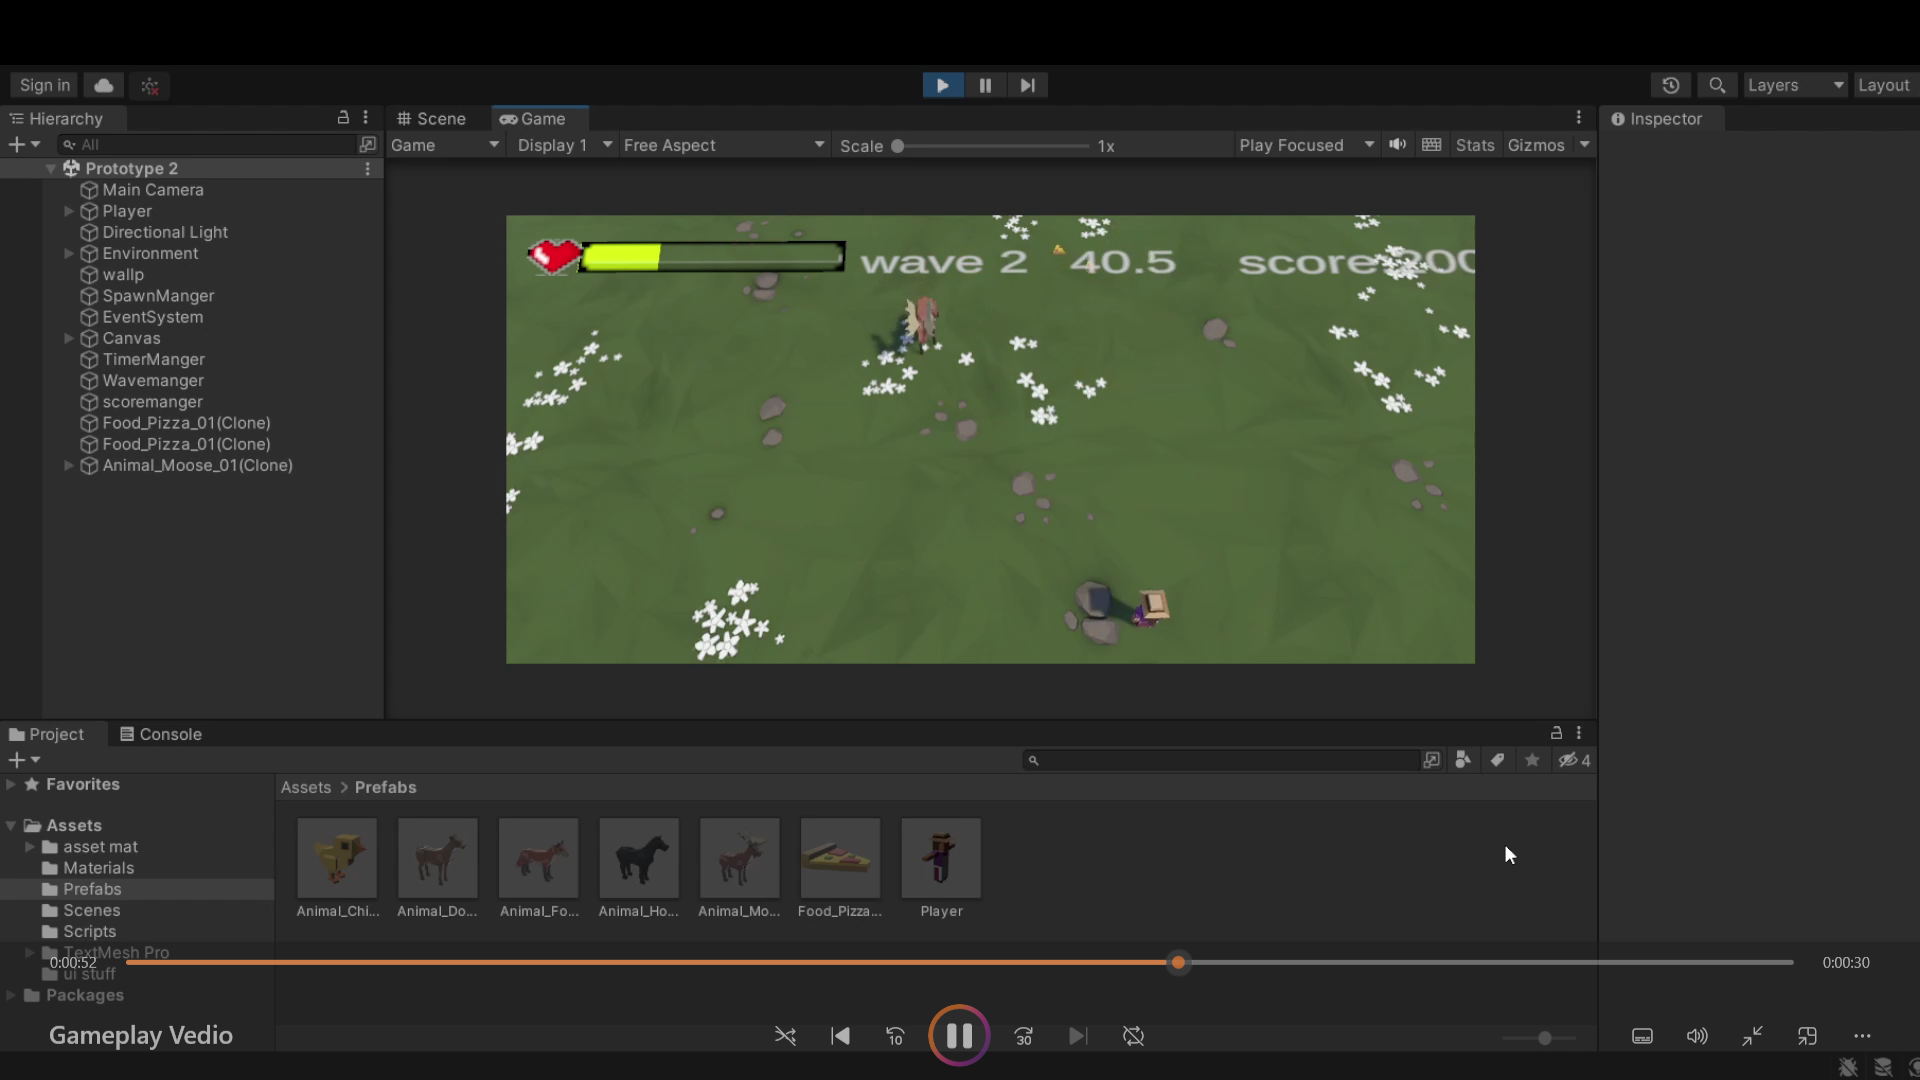 Sign in
Layers
Layout
Hierarchy
Scene
Game
Inspector
All
Game
Display 1
Free Aspect
Scale
1x
Play Focused
Stats
Gizmos
Prototype 2
Main Camera
Player
Directional Light
Environment
wallp
SpawnManger
EventSystem
Canvas
TimerManger
Wavemanger
scoremanger
Food_Pizza_01(Clone)
Food_Pizza_01(Clone)
Animal_Moose_01(Clone)
wave 2
40.5
score
Project
Console
4
Favorites
Assets > Prefabs
Assets
asset mat
Materials
Prefabs
Scenes
Scripts
TextMesh Pro
ui stuff
Packages
Animal_Chi...
Animal_Do...
Animal_Fo...
Animal_Ho...
Animal_Mo...
Food_Pizza...
Player
0:00:52
0:00:30
Gameplay Vedio
10
30